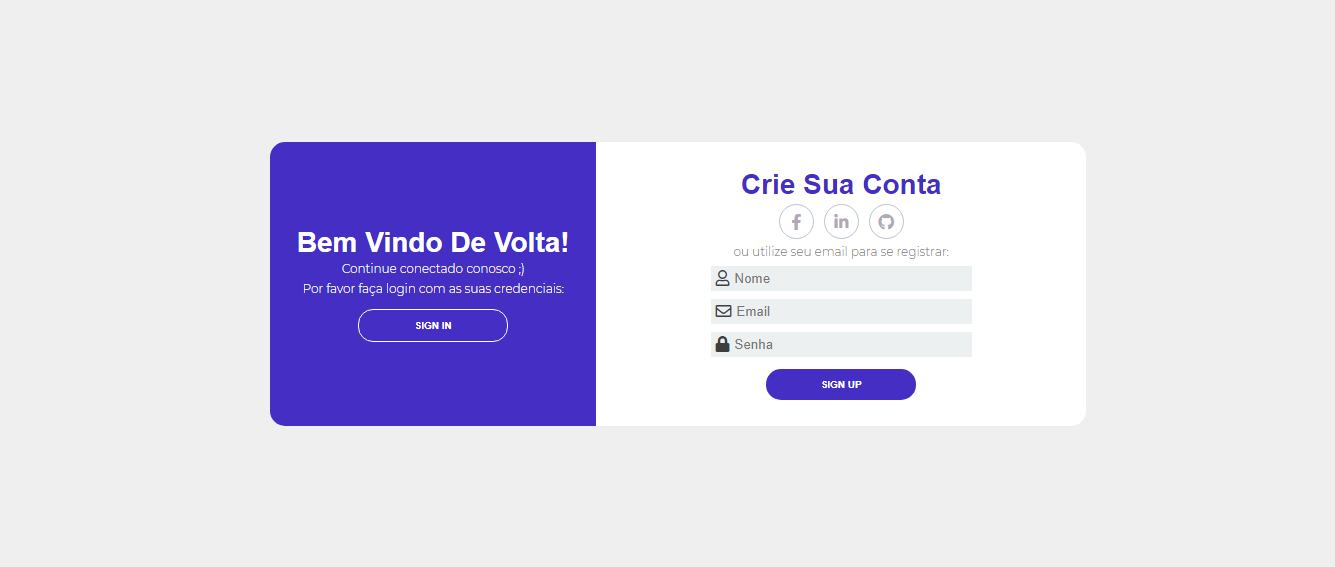 Bem Vindo De Volta!
Continue conectado conosco ;)
Por favor faça login com as suas credenciais:
SIGN IN
Crie Sua Conta
ou utilize seu email para se registrar:
Nome
Email
Senha
SIGN UP